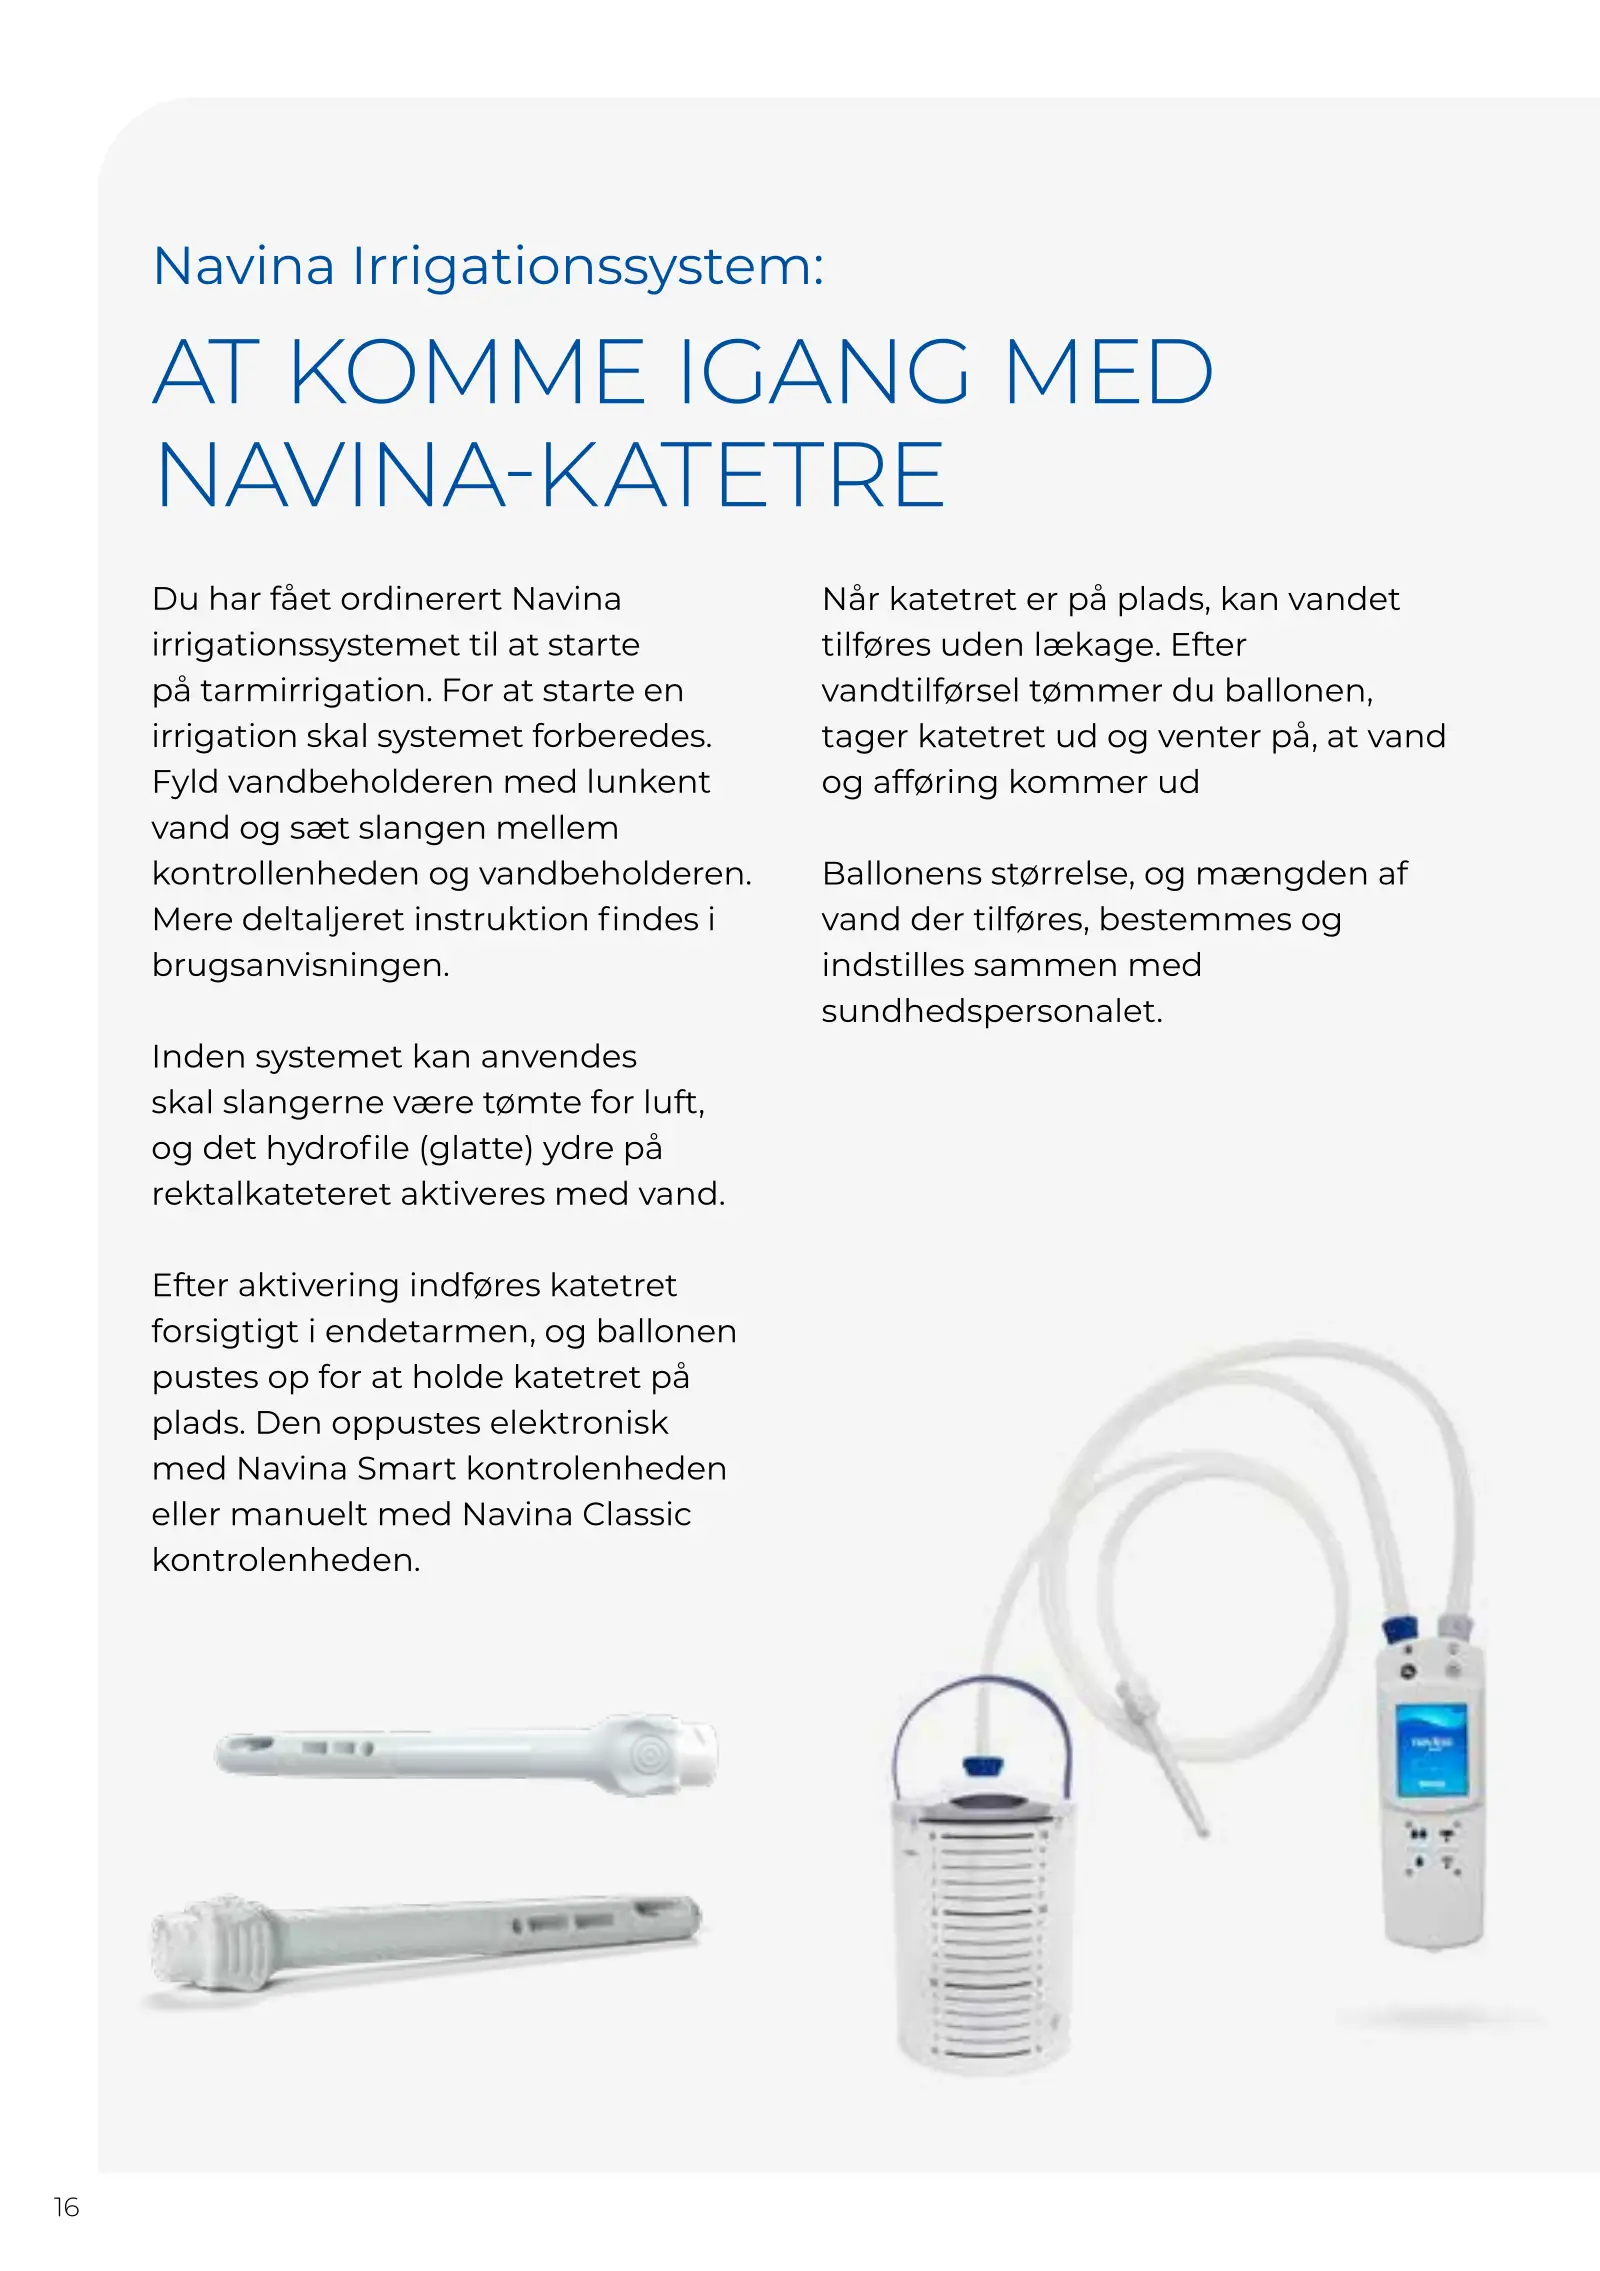 Navina Irrigationssystem:
AT KOMME IGANG MED
NAVINA-KATETRE
Du har fået ordinerert Navina
irrigationssystemet til at starte
på tarmirrigation. For at starte en
irrigation skal systemet forberedes.
Fyld vandbeholderen med lunkent
vand og sæt slangen mellem
kontrollenheden og vandbeholderen.
Mere deltaljeret instruktion findes i
brugsanvisningen.
Inden systemet kan anvendes
skal slangerne være tømte for luft,
og det hydrofile (glatte) ydre på
rektalkateteret aktiveres med vand.
Efter aktivering indføres katetret
forsigtigt i endetarmen, og ballonen
pustes op for at holde katetret på
plads. Den oppustes elektronisk
med Navina Smart kontrolenheden
eller manuelt med Navina Classic
kontrolenheden.
Når katetret er på plads, kan vandet
tilføres uden lækage. Efter
vandtilførsel tømmer du ballonen,
tager katetret ud og venter på, at vand
og afføring kommer ud
Ballonens størrelse, og mængden af
vand der tilføres, bestemmes og
indstilles sammen med
sundhedspersonalet.
navina
16